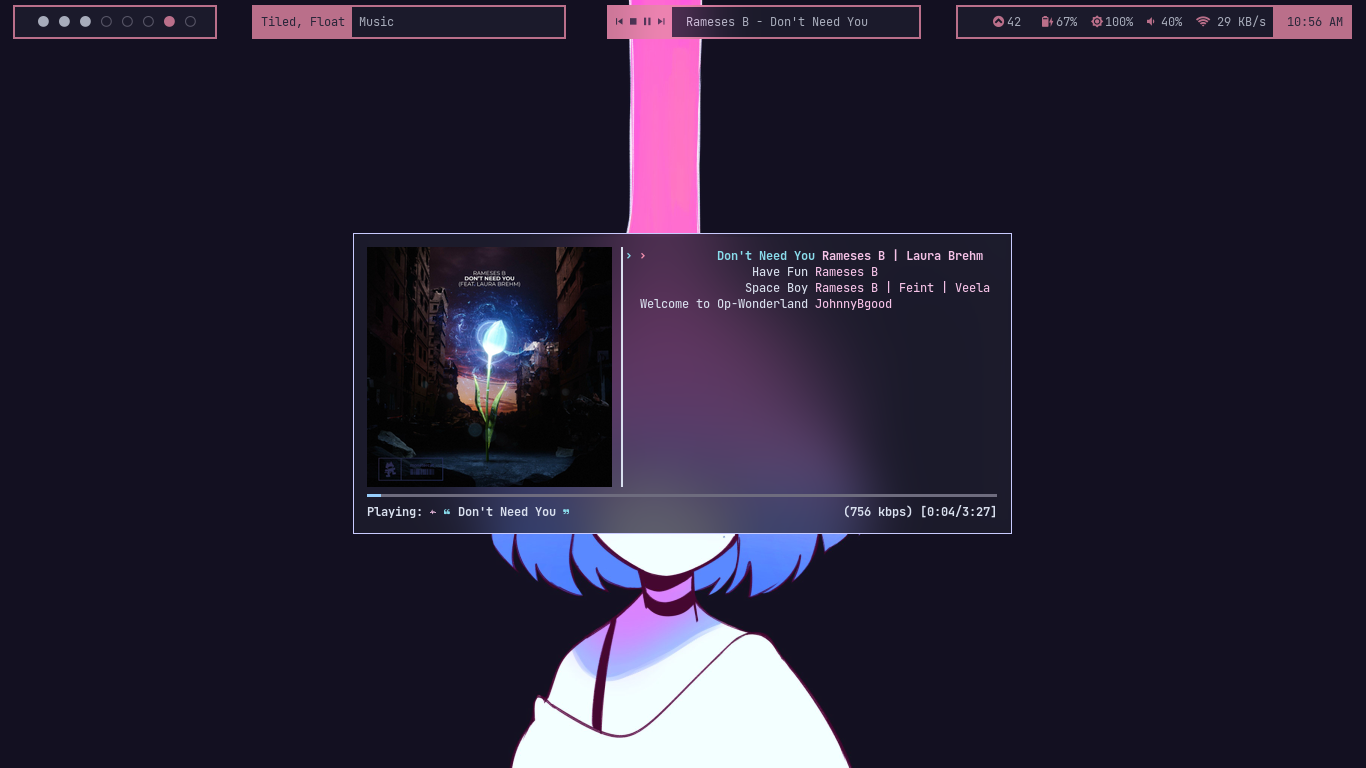 Tiled, Float Music
Rameses B - Don't Need You
42 67% 100% 40% 29 KB/s 10:56 AM
RAMESES B
DON'T NEED YOU
(FEAT. LAURA BREHM)
› › Don't Need You Rameses B | Laura Brehm
Have Fun Rameses B
Space Boy Rameses B | Feint | Veela
Welcome to Op-Wonderland JohnnyBgood
Playing: “ Don't Need You ” (756 kbps) [0:04/3:27]